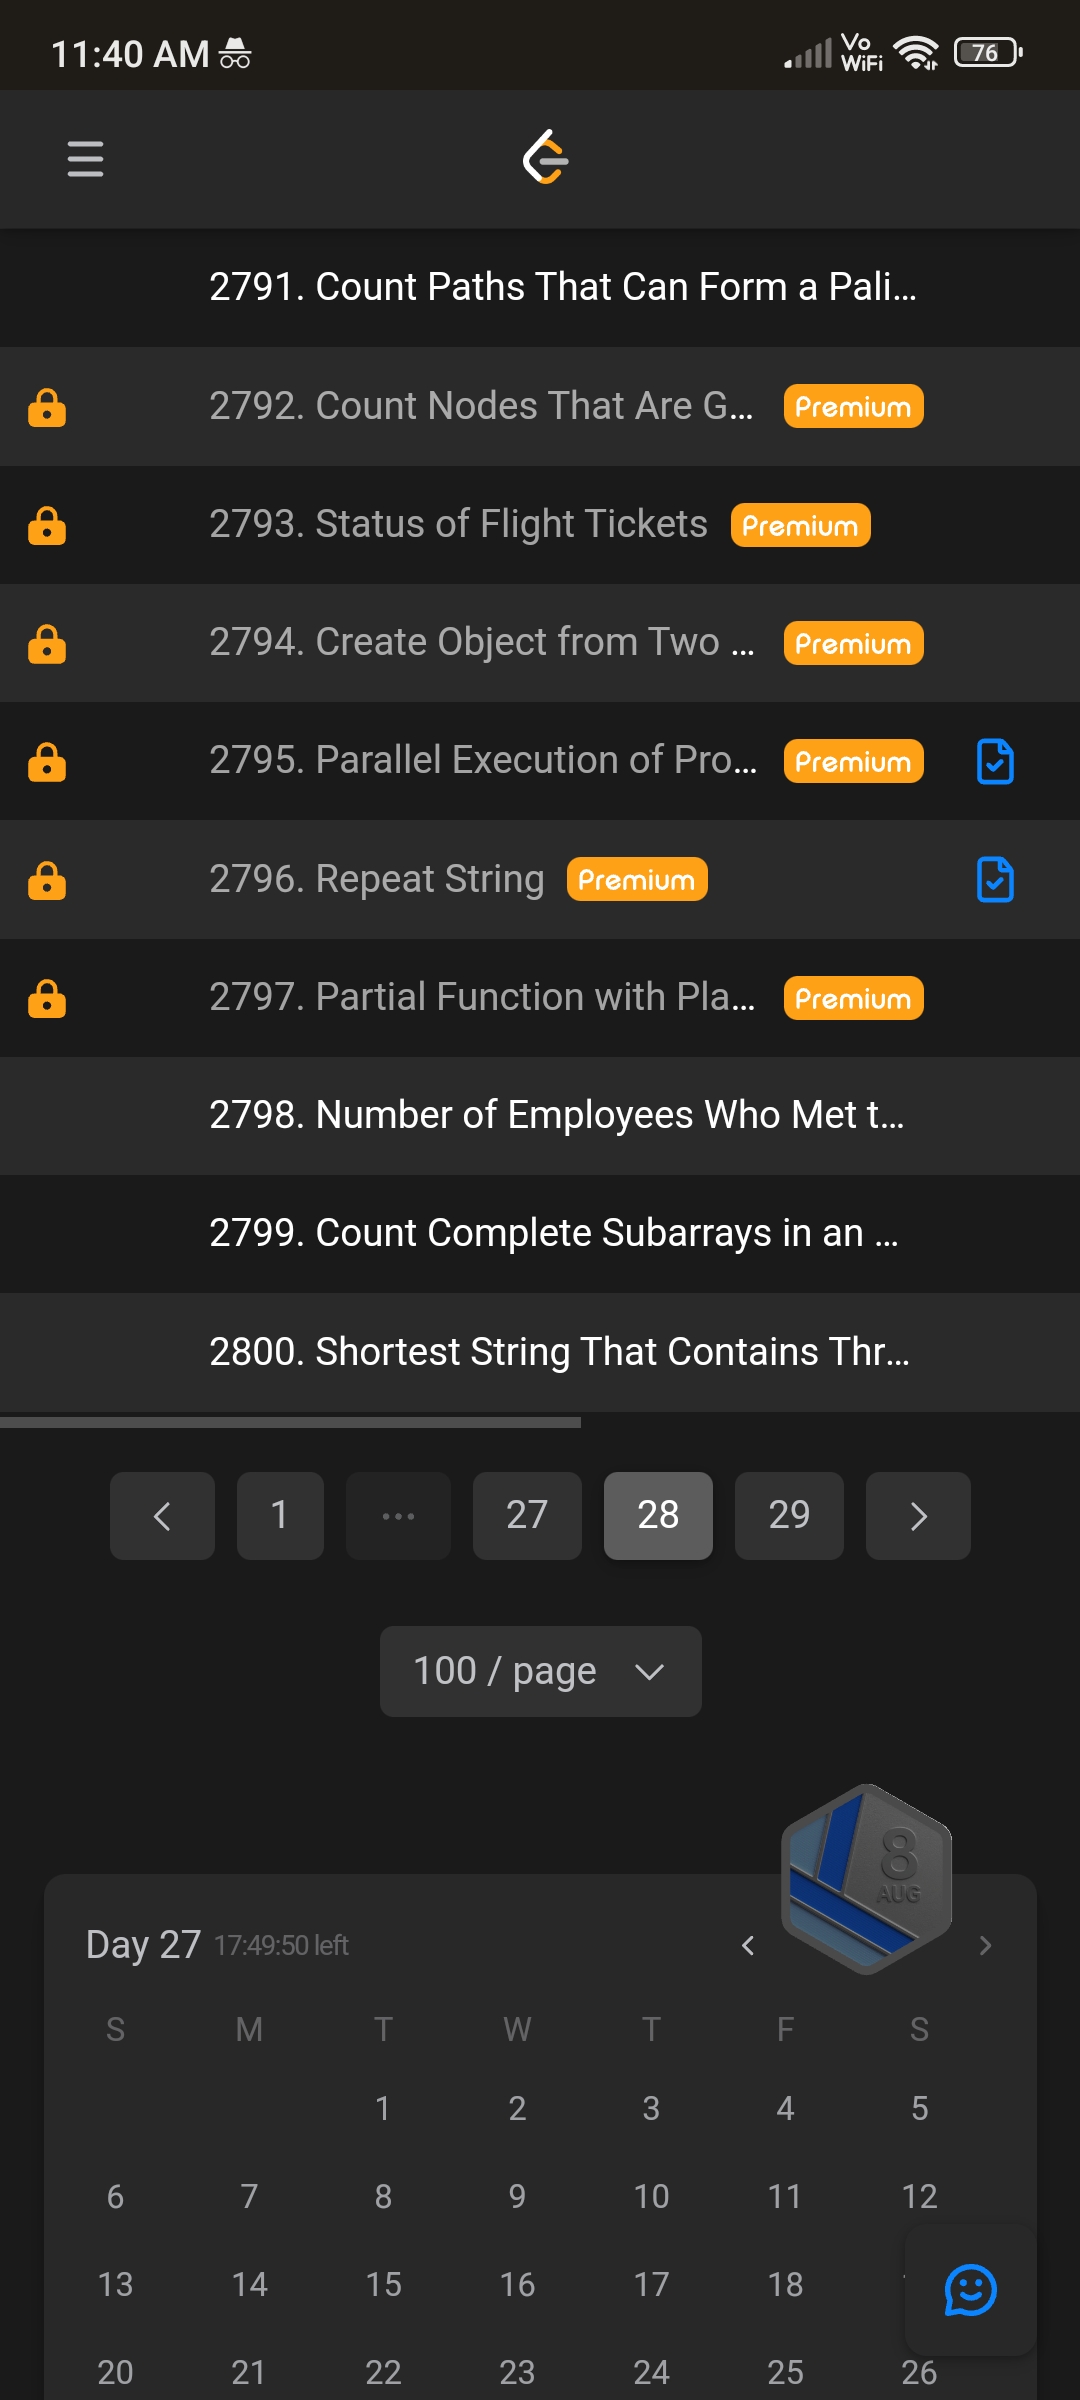 11:40 AM
Vo
WiFi
76
2791. Count Paths That Can Form a Pali...
2792. Count Nodes That Are G... Premium
2793. Status of Flight Tickets Premium
2794. Create Object from Two ... Premium
2795. Parallel Execution of Pro... Premium
2796. Repeat String Premium
2797. Partial Function with Pla... Premium
2798. Number of Employees Who Met t...
2799. Count Complete Subarrays in an ...
2800. Shortest String That Contains Thr...
1 ... 27 28 29
100 / page
8
AUG
Day 27 17:49:50 left
S M T W T F S
1 2 3 4 5
6 7 8 9 10 11 12
13 14 15 16 17 18
20 21 22 23 24 25 26